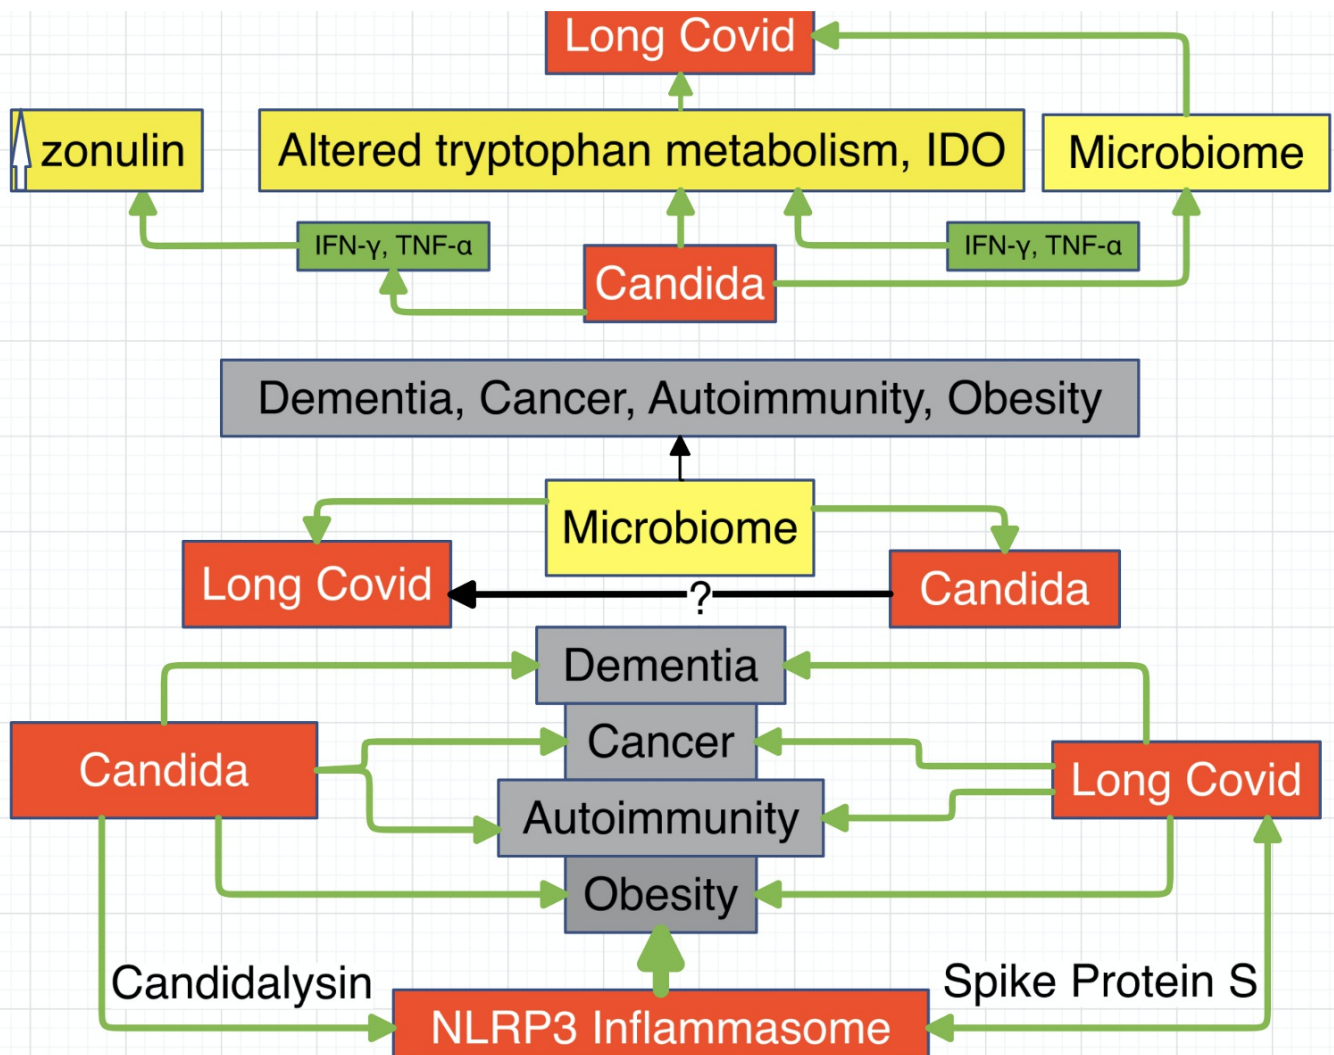 Long Covid
zonulin
Altered tryptophan metabolism, IDO
Microbiome
IFN-γ, TNF-α
IFN-γ, TNF-α
Candida
Dementia, Cancer, Autoimmunity, Obesity
Microbiome
Long Covid
?
Candida
Dementia
Cancer
Candida
Long Covid
Autoimmunity
Obesity
Candidalysin
Spike Protein S
NLRP3 Inflammasome